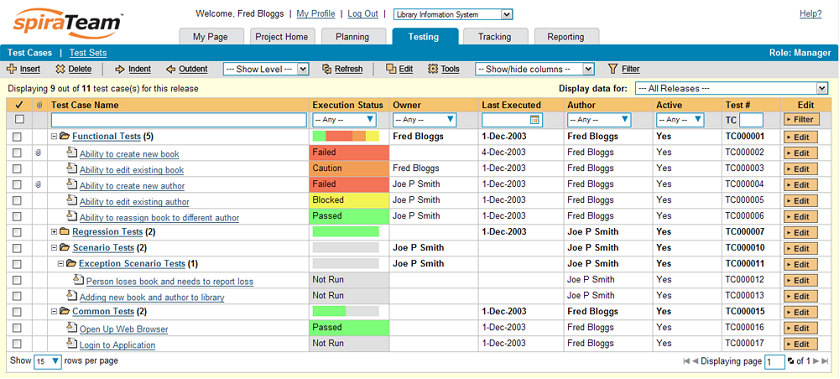 spiraTeam
Welcome, Fred Bloggs | My Profile | Log Out | Library Information System
Help?
My Page Project Home Planning Testing Tracking Reporting
Test Cases | Test Sets Role: Manager
Insert Delete Indent Outdent -- Show Level -- Refresh Edit Tools -- Show/hide columns -- Filter
Displaying 9 out of 11 test case(s) for this release Display data for: --- All Releases ---
Test Case Name Execution Status Owner Last Executed Author Active Test # Edit
-- Any -- -- Any -- -- Any -- -- Any -- TC Filter
Functional Tests (5) Fred Bloggs 1-Dec-2003 Fred Bloggs Yes TC000001 Edit
Ability to create new book Failed 4-Dec-2003 Fred Bloggs Yes TC000002 Edit
Ability to edit existing book Caution Fred Bloggs 1-Dec-2003 Fred Bloggs Yes TC000003 Edit
Ability to create new author Failed Joe P Smith 1-Dec-2003 Fred Bloggs Yes TC000004 Edit
Ability to edit existing author Blocked Joe P Smith 1-Dec-2003 Fred Bloggs Yes TC000005 Edit
Ability to reassign book to different author Passed Joe P Smith 1-Dec-2003 Fred Bloggs Yes TC000006 Edit
Regression Tests (2) 1-Dec-2003 Joe P Smith Yes TC000007 Edit
Scenario Tests (2) Joe P Smith Joe P Smith Yes TC000010 Edit
Exception Scenario Tests (1) Joe P Smith Joe P Smith Yes TC000011 Edit
Person loses book and needs to report loss Not Run Joe P Smith Yes TC000012 Edit
Adding new book and author to library Not Run Joe P Smith Yes TC000013 Edit
Common Tests (2) 1-Dec-2003 Fred Bloggs Yes TC000015 Edit
Open Up Web Browser Passed 1-Dec-2003 Fred Bloggs Yes TC000016 Edit
Login to Application Not Run 1-Dec-2003 Fred Bloggs Yes TC000017 Edit
Show 15 rows per page Displaying page 1 of 1